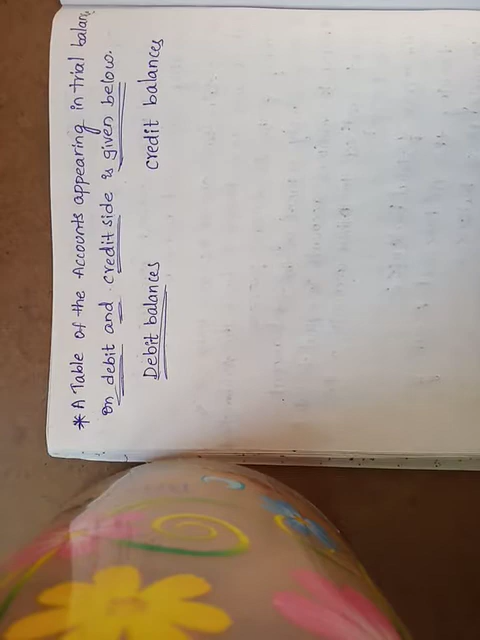 * A Table of the Accounts appearing in trial balanc
on debit and credit side is given below.
Debit balances credit balances